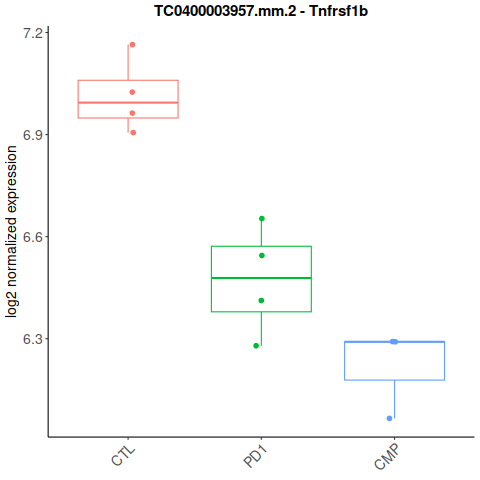 TC0400003957.mm.2 - Tnfrsf1b
log2 normalized expression
7.2
6.9
6.6
6.3
CTL
PD1
CMP